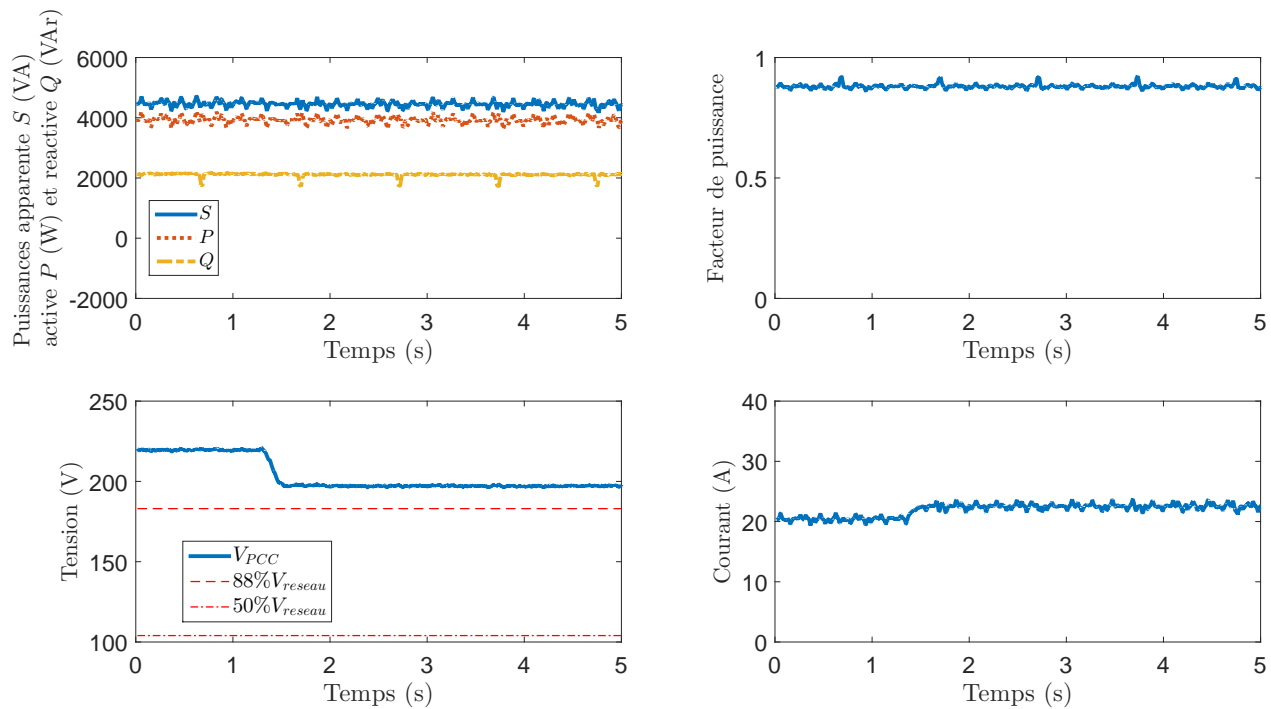 Puissances apparente S (VA)
active P (W) et reactive Q (VAr)
6000
4000
2000
0
-2000
S
P
Q
0 1 2 3 4 5
Temps (s)
Facteur de puissance
1
0.5
0
0 1 2 3 4 5
Temps (s)
Tension (V)
250
200
150
100
V_PCC
88%V_reseau
50%V_reseau
0 1 2 3 4 5
Temps (s)
Courant (A)
40
30
20
10
0
0 1 2 3 4 5
Temps (s)